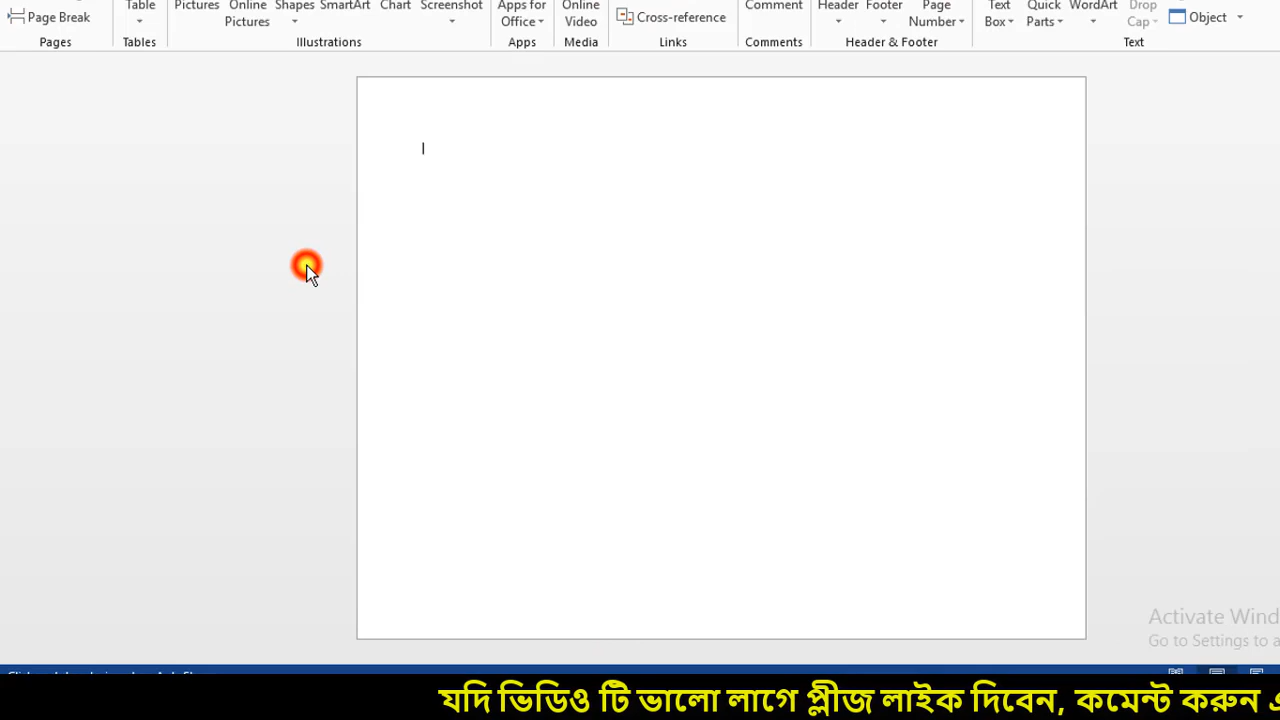 Table
Pictures
Online Pictures
Shapes
SmartArt
Chart
Screenshot
Apps for Office
Online Video
Comment
Header
Footer
Page Number
Text Box
Quick Parts
WordArt
Drop Cap
Page Break
Cross-reference
Object
Pages
Tables
Illustrations
Apps
Media
Links
Comments
Header & Footer
Text
Activate Wind
Go to Settings to a
যদি ভিডিও টি ভালো লাগে প্লীজ লাইক দিবেন, কমেন্ট করুন